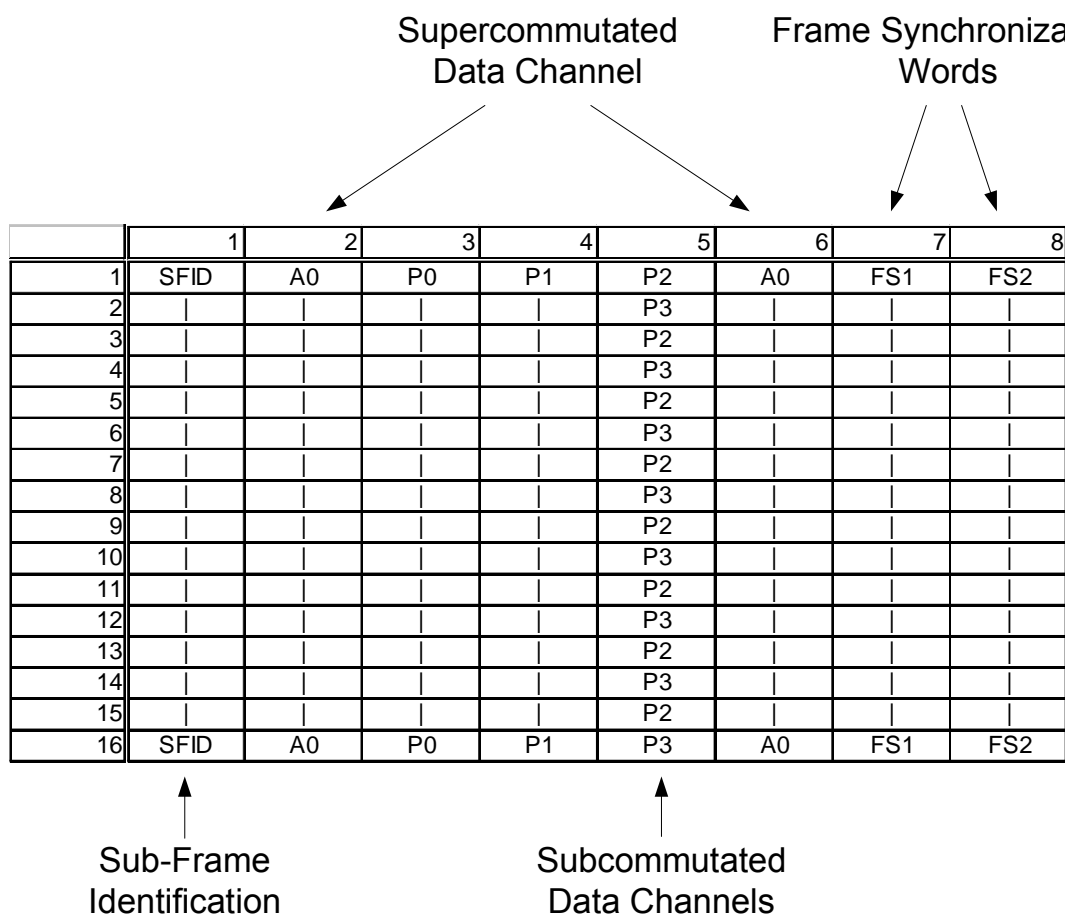 Supercommutated
Data Channel
Frame Synchroniza
Words
1 2 3 4 5 6 7 8
1 SFID A0 P0 P1 P2 A0 FS1 FS2
2 | | | | P3 | | |
3 | | | | P2 | | |
4 | | | | P3 | | |
5 | | | | P2 | | |
6 | | | | P3 | | |
7 | | | | P2 | | |
8 | | | | P3 | | |
9 | | | | P2 | | |
10 | | | | P3 | | |
11 | | | | P2 | | |
12 | | | | P3 | | |
13 | | | | P2 | | |
14 | | | | P3 | | |
15 | | | | P2 | | |
16 SFID A0 P0 P1 P3 A0 FS1 FS2
Sub-Frame
Identification
Subcommutated
Data Channels